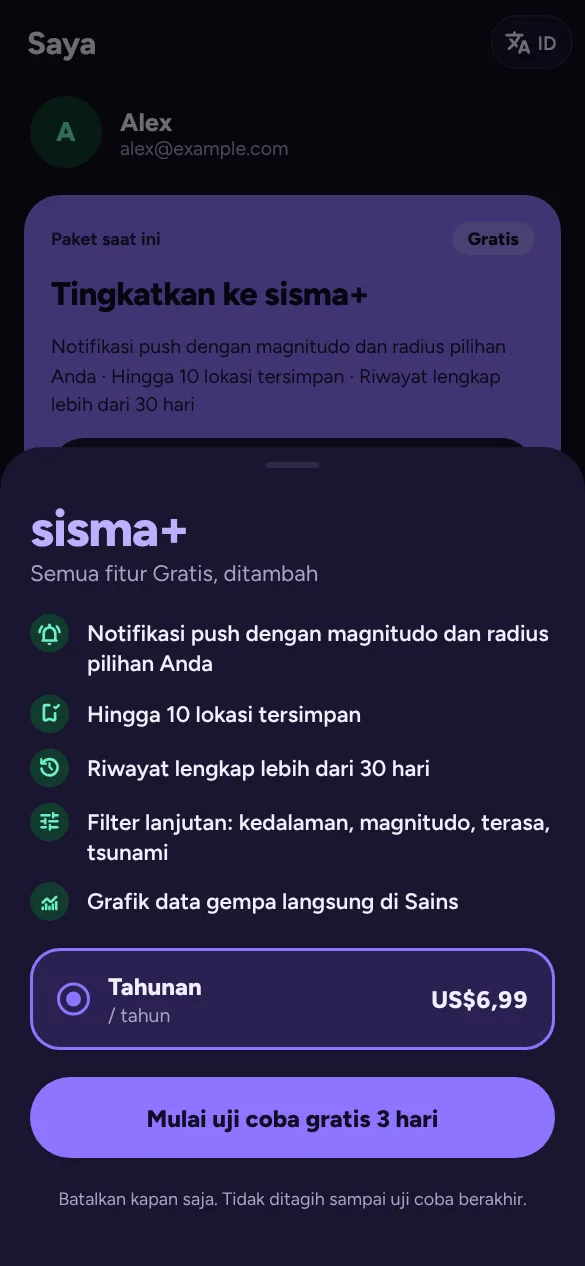 Saya
ID
A
Alex
alex@example.com
Paket saat ini
Gratis
Tingkatkan ke sisma+
Notifikasi push dengan magnitudo dan radius pilihan
Anda · Hingga 10 lokasi tersimpan · Riwayat lengkap
lebih dari 30 hari
sisma+
Semua fitur Gratis, ditambah
Notifikasi push dengan magnitudo dan radius
pilihan Anda
Hingga 10 lokasi tersimpan
Riwayat lengkap lebih dari 30 hari
Filter lanjutan: kedalaman, magnitudo, terasa,
tsunami
Grafik data gempa langsung di Sains
Tahunan
/ tahun
US$6,99
Mulai uji coba gratis 3 hari
Batalkan kapan saja. Tidak ditagih sampai uji coba berakhir.